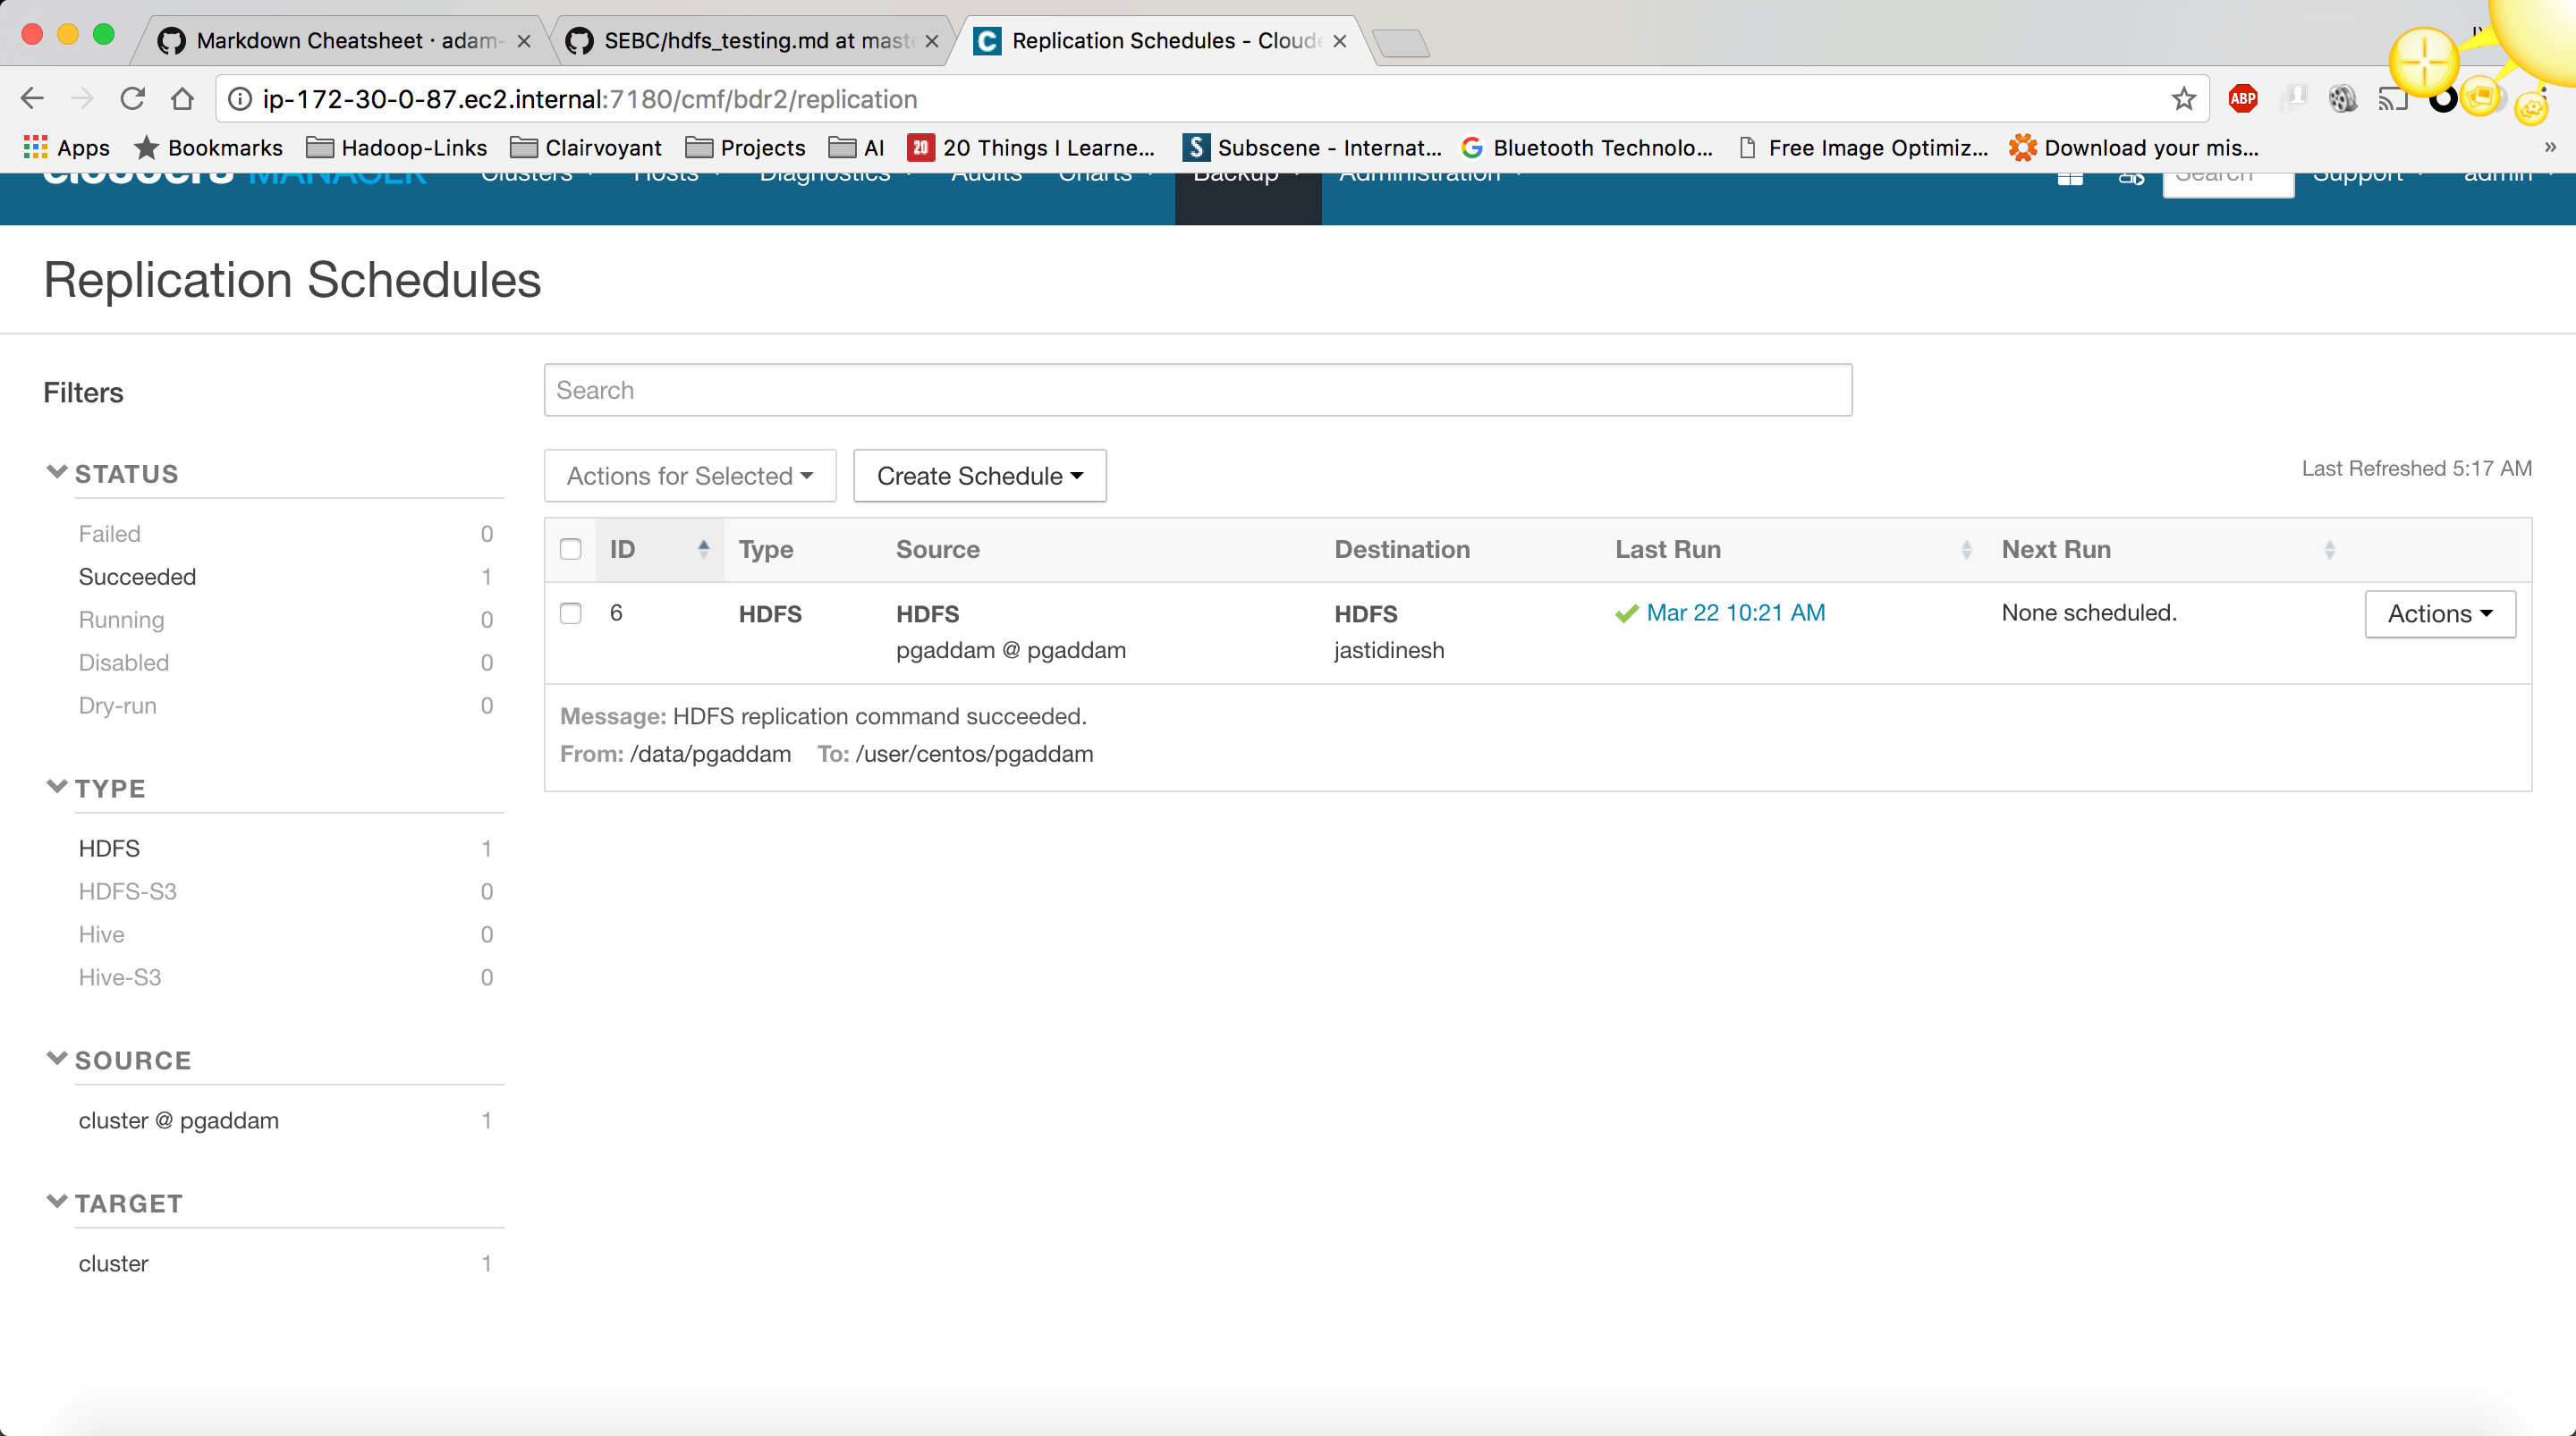 Markdown Cheatsheet · adam-
SEBC/hdfs_testing.md at maste
Replication Schedules - Cloude
ip-172-30-0-87.ec2.internal:7180/cmf/bdr2/replication
ABP
Apps Bookmarks Hadoop-Links Clairvoyant Projects AI 20 20 Things I Learne... S Subscene - Internat... Bluetooth Technolo... Free Image Optimiz... Download your mis... »
cloudera MANAGER Clusters Hosts Diagnostics Audits Charts Backup Administration Search Support admin
Replication Schedules
Filters
Search
STATUS
Actions for Selected Create Schedule
Last Refreshed 5:17 AM
Failed 0
Succeeded 1
Running 0
Disabled 0
Dry-run 0
ID Type Source Destination Last Run Next Run
6 HDFS HDFS HDFS Mar 22 10:21 AM None scheduled. Actions
pgaddam @ pgaddam jastidinesh
Message: HDFS replication command succeeded.
From: /data/pgaddam To: /user/centos/pgaddam
TYPE
HDFS 1
HDFS-S3 0
Hive 0
Hive-S3 0
SOURCE
cluster @ pgaddam 1
TARGET
cluster 1